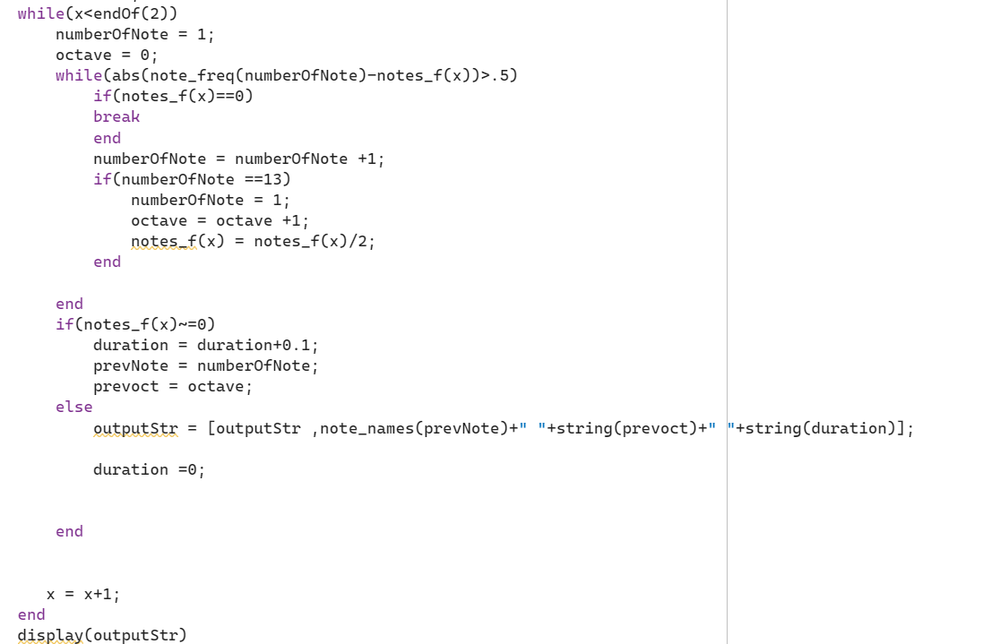 while(x<endOf(2))
    numberOfNote = 1;
    octave = 0;
    while(abs(note_freq(numberOfNote)-notes_f(x))>.5)
        if(notes_f(x)==0)
        break
        end
        numberOfNote = numberOfNote +1;
        if(numberOfNote ==13)
            numberOfNote = 1;
            octave = octave +1;
            notes_f(x) = notes_f(x)/2;
        end
    end
    if(notes_f(x)~=0)
        duration = duration+0.1;
        prevNote = numberOfNote;
        prevoct = octave;
    else
        outputStr = [outputStr ,note_names(prevNote)+" "+string(prevoct)+" "+string(duration)];
        duration =0;
    end
   x = x+1;
end
display(outputStr)